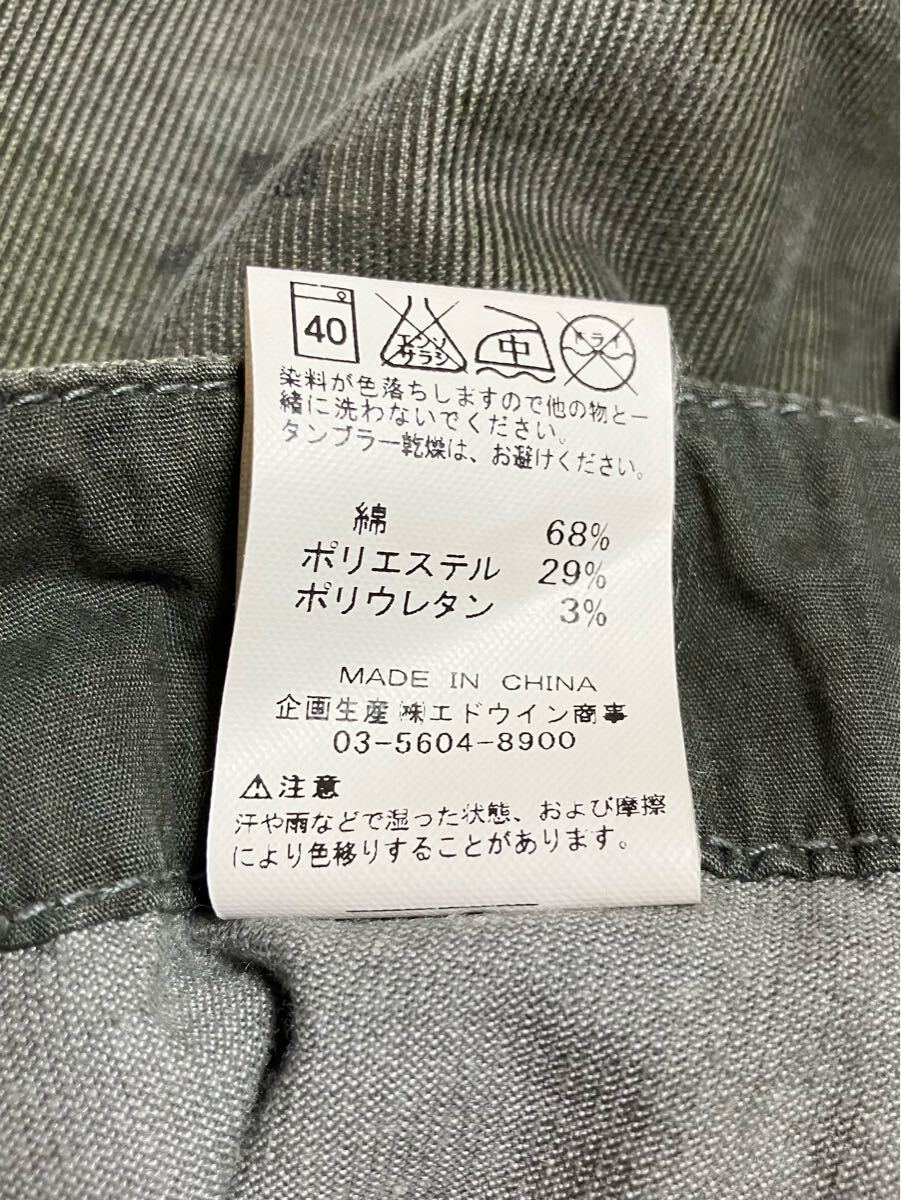 40
エンソ
サラシ
中
ドライ
染料が色落ちしますので他の物と一
緒に洗わないでください。
タンブラー乾燥は、お避けください。
綿 68%
ポリエステル 29%
ポリウレタン 3%
MADE IN CHINA
企画生産㈱エドウイン商事
03-5604-8900
⚠注意
汗や雨などで湿った状態、および摩擦
により色移りすることがあります。